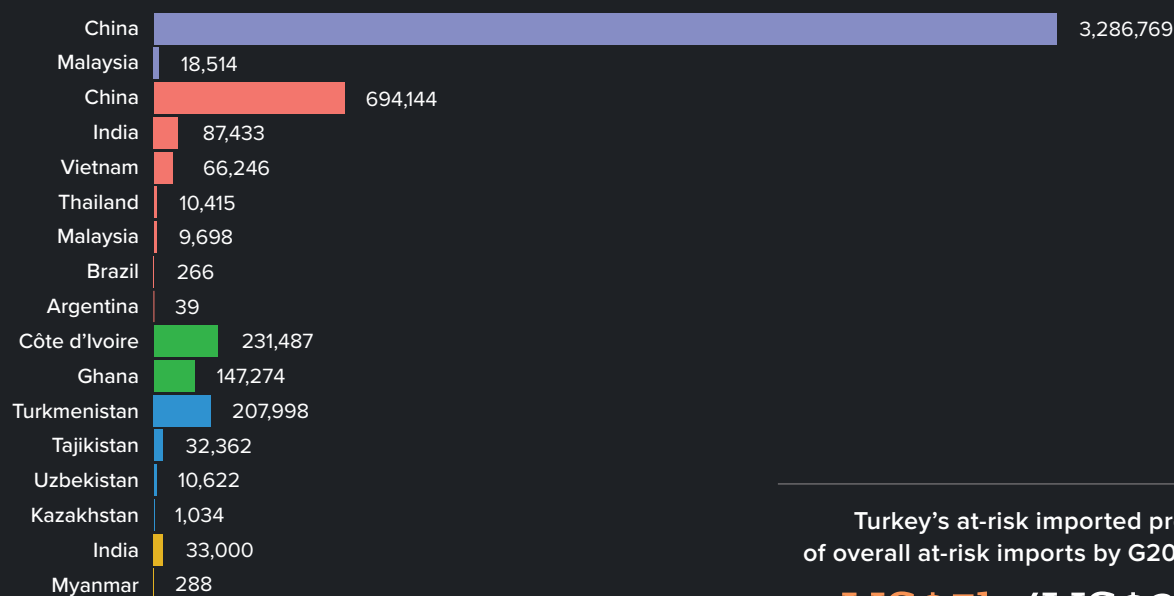 China 3,286,769
Malaysia 18,514
China 694,144
India 87,433
Vietnam 66,246
Thailand 10,415
Malaysia 9,698
Brazil 266
Argentina 39
Côte d’Ivoire 231,487
Ghana 147,274
Turkmenistan 207,998
Tajikistan 32,362
Uzbekistan 10,622
Kazakhstan 1,034
India 33,000
Myanmar 288
Turkey’s at-risk imported pr
of overall at-risk imports by G20